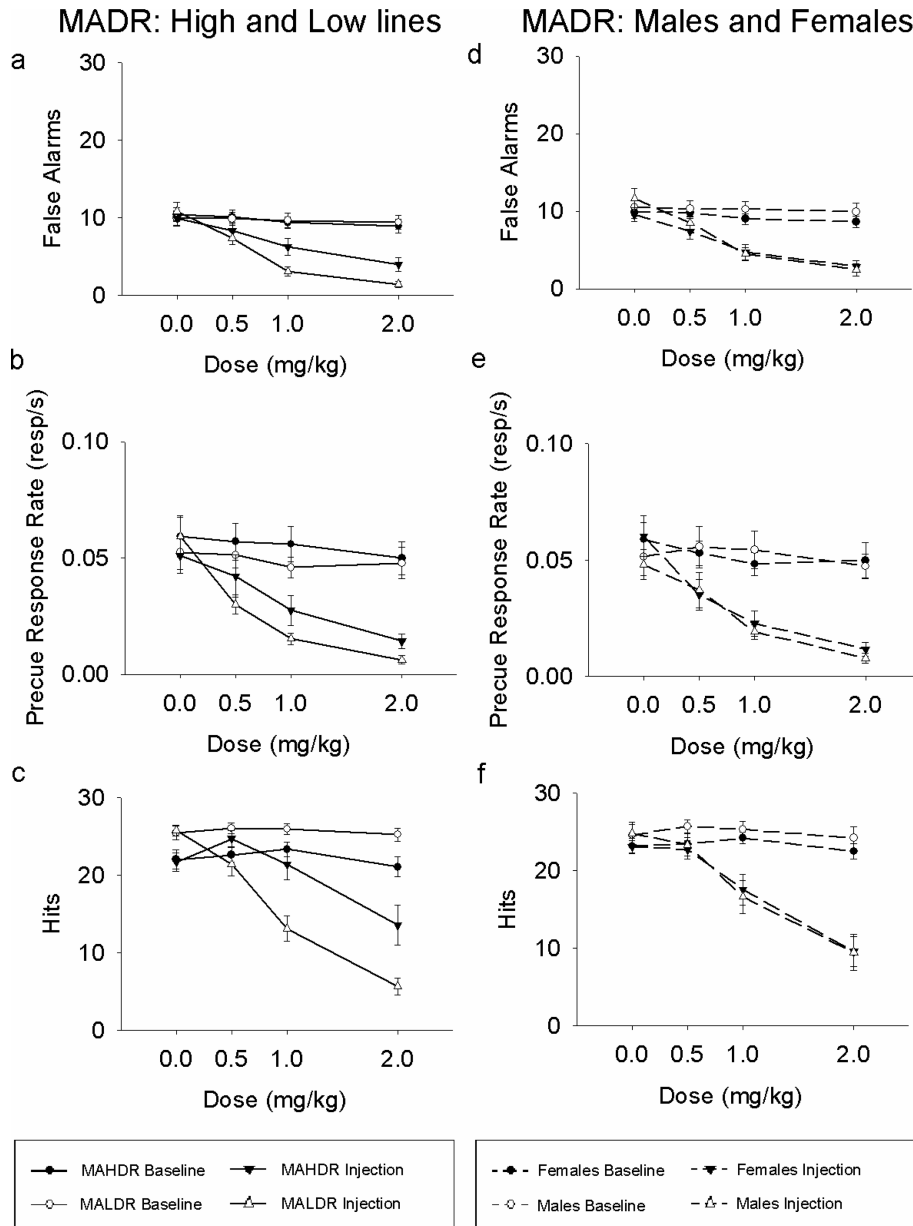 MADR: High and Low lines
a
30
20
10
0
False Alarms
0.0 0.5 1.0 2.0
Dose (mg/kg)
b
0.10
0.05
0.00
Precue Response Rate (resp/s)
0.0 0.5 1.0 2.0
Dose (mg/kg)
c
30
20
10
0
Hits
0.0 0.5 1.0 2.0
Dose (mg/kg)
MAHDR Baseline MAHDR Injection
MALDR Baseline MALDR Injection
MADR: Males and Females
d
30
20
10
0
False Alarms
0.0 0.5 1.0 2.0
Dose (mg/kg)
e
0.10
0.05
0.00
Precue Response Rate (resp/s)
0.0 0.5 1.0 2.0
Dose (mg/kg)
f
30
20
10
0
Hits
0.0 0.5 1.0 2.0
Dose (mg/kg)
Females Baseline Females Injection
Males Baseline Males Injection